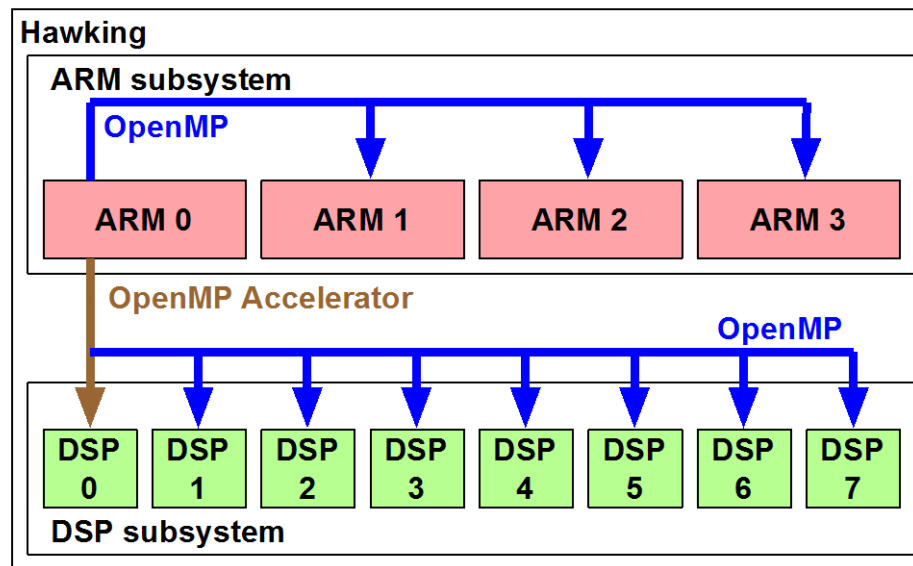 Hawking
ARM subsystem
OpenMP
ARM 0
ARM 1
ARM 2
ARM 3
OpenMP Accelerator
OpenMP
DSP
0
DSP
1
DSP
2
DSP
3
DSP
4
DSP
5
DSP
6
DSP
7
DSP subsystem